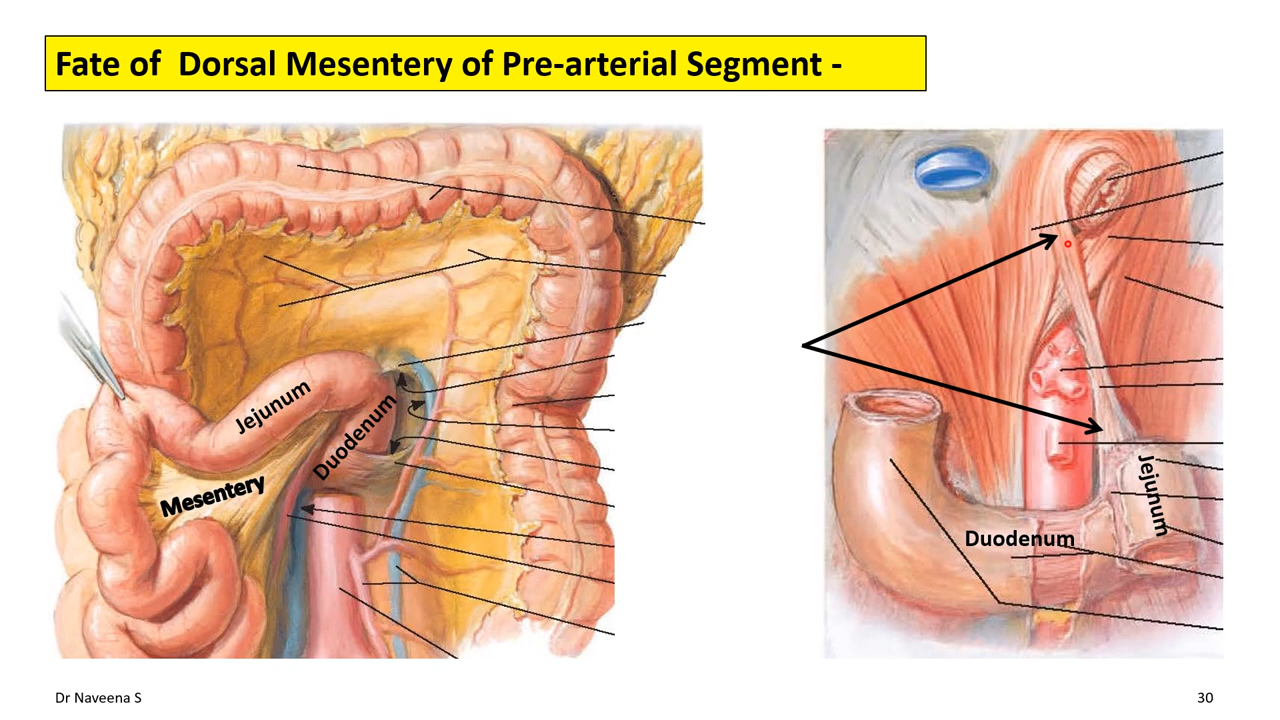 Fate of  Dorsal Mesentery of Pre-arterial Segment -
Jejunum
Duodenum
Mesentery
Jejunum
Duodenum
Dr Naveena S
30